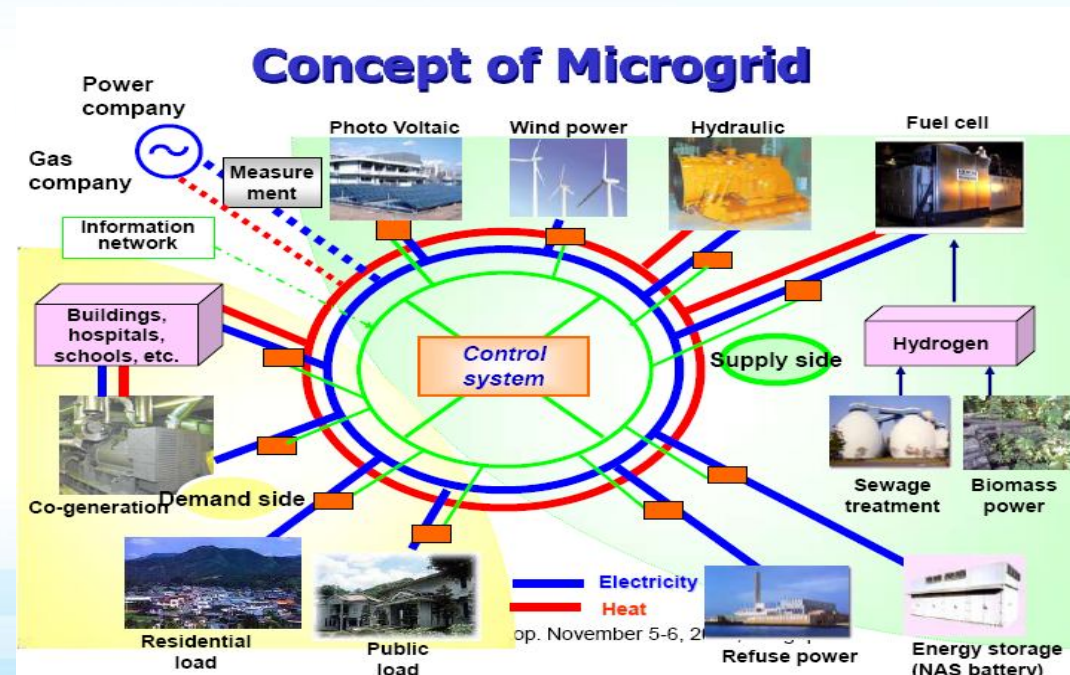 Concept of Microgrid
Power
company
Gas
company
Measure
ment
Information
network
Photo Voltaic
Wind power
Hydraulic
Fuel cell
Buildings,
hospitals,
schools, etc.
Control
system
Supply side
Hydrogen
Co-generation
Demand side
Sewage
treatment
Biomass
power
Residential
load
Public
load
Electricity
Heat
op. November 5-6, 20
Refuse power
Energy storage
(NAS battery)